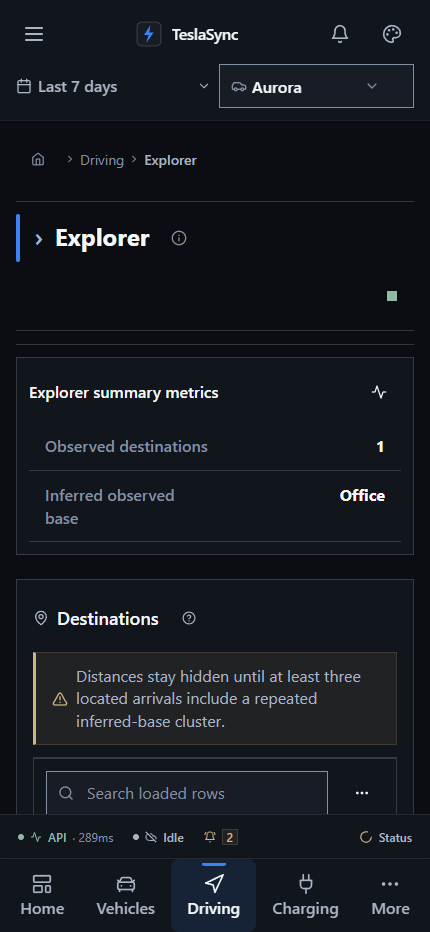 TeslaSync
Last 7 days
Aurora
Driving
Explorer
Explorer
Explorer summary metrics
Observed destinations
1
Inferred observed
base
Office
Destinations
Distances stay hidden until at least three
located arrivals include a repeated
inferred-base cluster.
Search loaded rows
API · 289ms
Idle
2
Status
Home
Vehicles
Driving
Charging
More